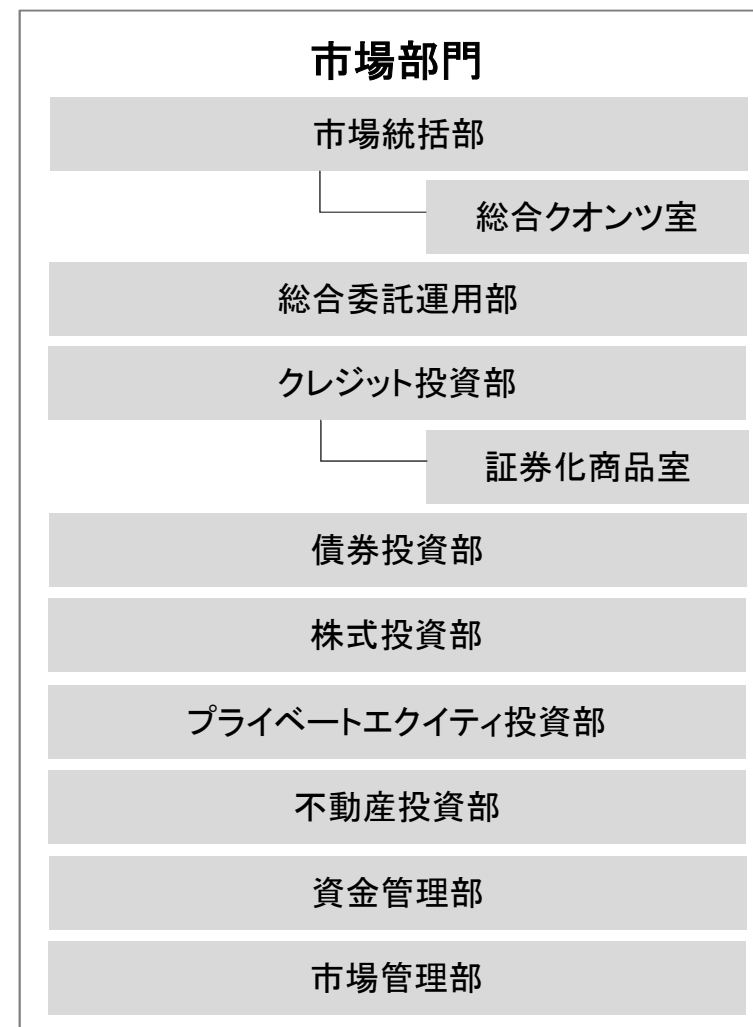 市場部門
市場統括部
総合クオンツ室
総合委託運用部
クレジット投資部
証券化商品室
債券投資部
株式投資部
プライベートエクイティ投資部
不動産投資部
資金管理部
市場管理部